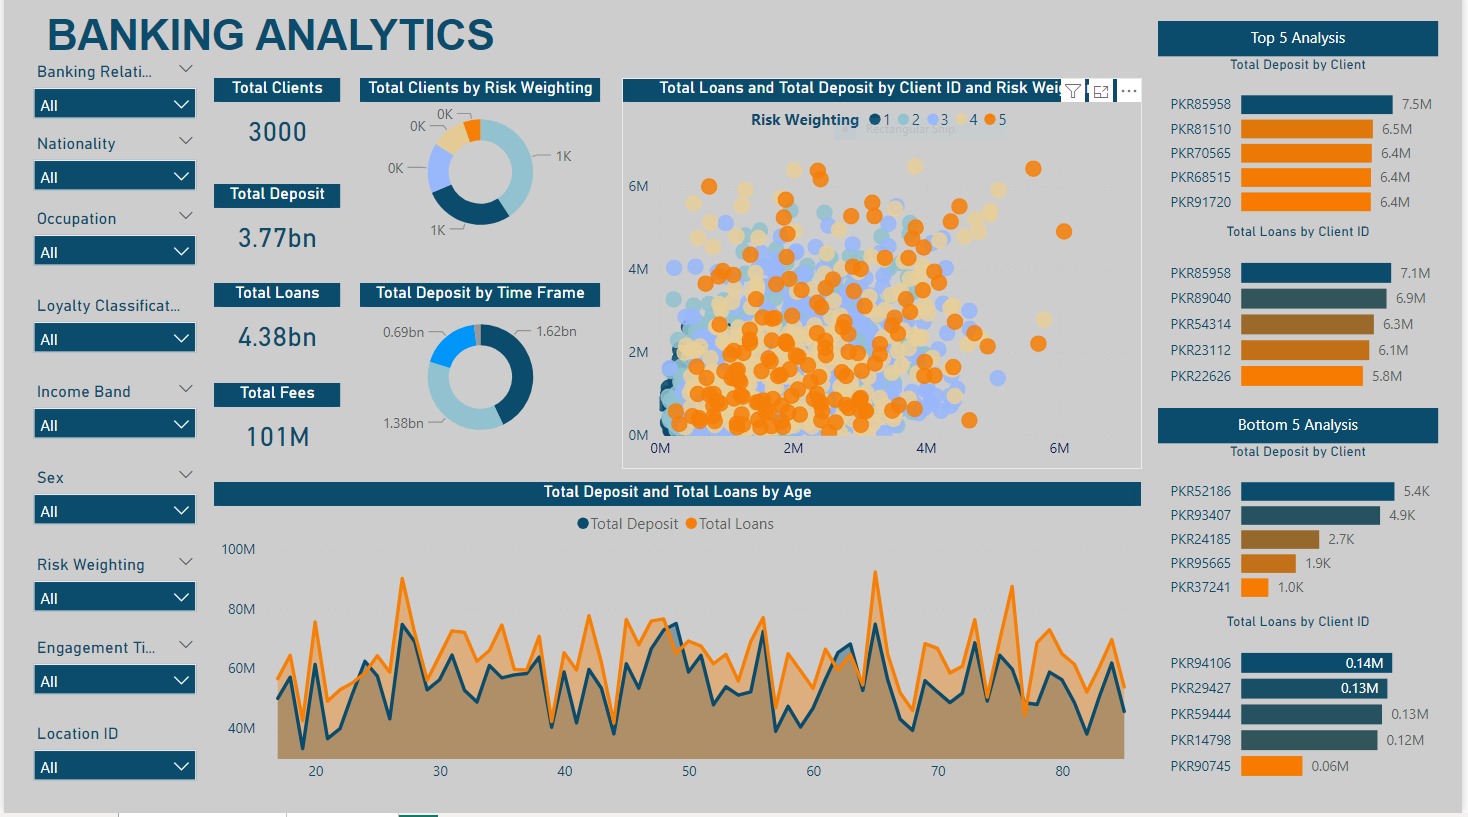 BANKING ANALYTICS
Banking Relati...
All
Nationality
All
Occupation
All
Loyalty Classificat...
All
Income Band
All
Sex
All
Risk Weighting
All
Engagement Ti...
All
Location ID
All
Total Clients
3000
Total Deposit
3.77bn
Total Loans
4.38bn
Total Fees
101M
Total Clients by Risk Weighting
0K
0K
0K
1K
1K
Total Deposit by Time Frame
0.69bn
1.62bn
1.38bn
Total Loans and Total Deposit by Client ID and Risk Wei
Risk Weighting 1 2 3 4 5
Rectangular Snip
6M
4M
2M
0M
0M 2M 4M 6M
Total Deposit and Total Loans by Age
Total Deposit Total Loans
100M
80M
60M
40M
20 30 40 50 60 70 80
Top 5 Analysis
Total Deposit by Client
PKR85958 7.5M
PKR81510 6.5M
PKR70565 6.4M
PKR68515 6.4M
PKR91720 6.4M
Total Loans by Client ID
PKR85958 7.1M
PKR89040 6.9M
PKR54314 6.3M
PKR23112 6.1M
PKR22626 5.8M
Bottom 5 Analysis
Total Deposit by Client
PKR52186 5.4K
PKR93407 4.9K
PKR24185 2.7K
PKR95665 1.9K
PKR37241 1.0K
Total Loans by Client ID
PKR94106 0.14M
PKR29427 0.13M
PKR59444 0.13M
PKR14798 0.12M
PKR90745 0.06M